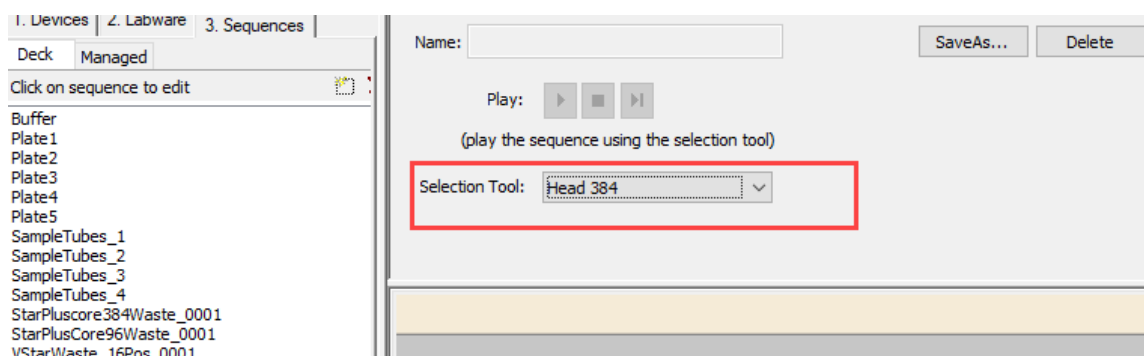 1. Devices 2. Labware 3. Sequences
Deck Managed
Click on sequence to edit
Buffer
Plate1
Plate2
Plate3
Plate4
Plate5
SampleTubes_1
SampleTubes_2
SampleTubes_3
SampleTubes_4
StarPluscore384Waste_0001
StarPlusCore96Waste_0001
VStarWaste_16Pos_0001
Name:
SaveAs... Delete
Play:
(play the sequence using the selection tool)
Selection Tool: Head 384